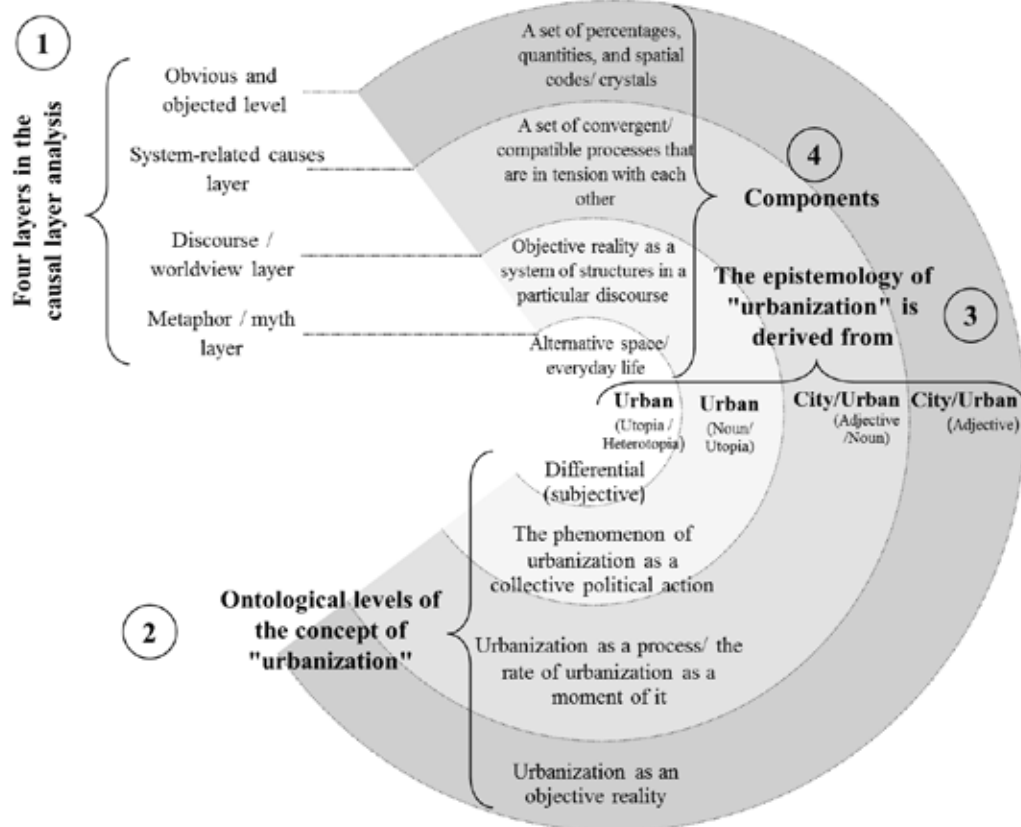 1
Four layers in the
causal layer analysis
Obvious and
objected level
System-related causes
layer
Discourse /
worldview layer
Metaphor / myth
layer
A set of percentages,
quantities, and spatial
codes/ crystals
A set of convergent/
compatible processes that
are in tension with each
other
Objective reality as a
system of structures in a
particular discourse
Alternative space/
everyday life
4
Components
The epistemology of
"urbanization" is
derived from
3
Urban
(Utopia /
Heterotopia)
Urban
(Noun/
Utopia)
City/Urban
(Adjective
/Noun)
City/Urban
(Adjective)
2
Ontological levels of
the concept of
"urbanization"
Differential
(subjective)
The phenomenon of
urbanization as a
collective political action
Urbanization as a process/ the
rate of urbanization as a
moment of it
Urbanization as an
objective reality